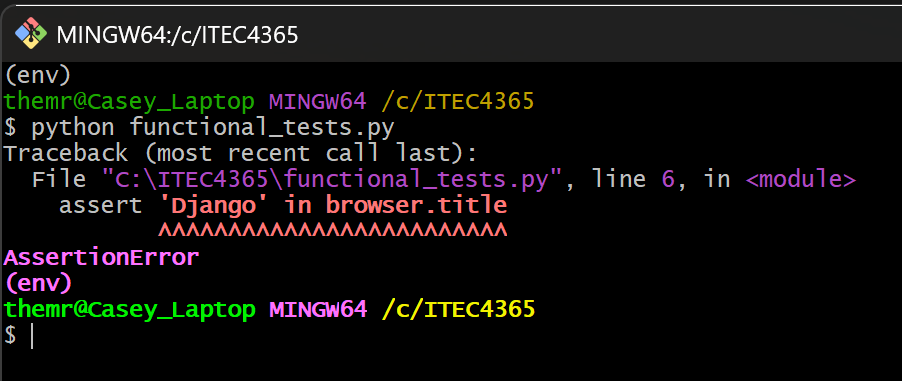 MINGW64:/c/ITEC4365
(env)
themr@Casey_Laptop MINGW64 /c/ITEC4365
$ python functional_tests.py
Traceback (most recent call last):
  File "C:\ITEC4365\functional_tests.py", line 6, in <module>
    assert 'Django' in browser.title
           ^^^^^^^^^^^^^^^^^^^^^^^^^
AssertionError
(env)
themr@Casey_Laptop MINGW64 /c/ITEC4365
$